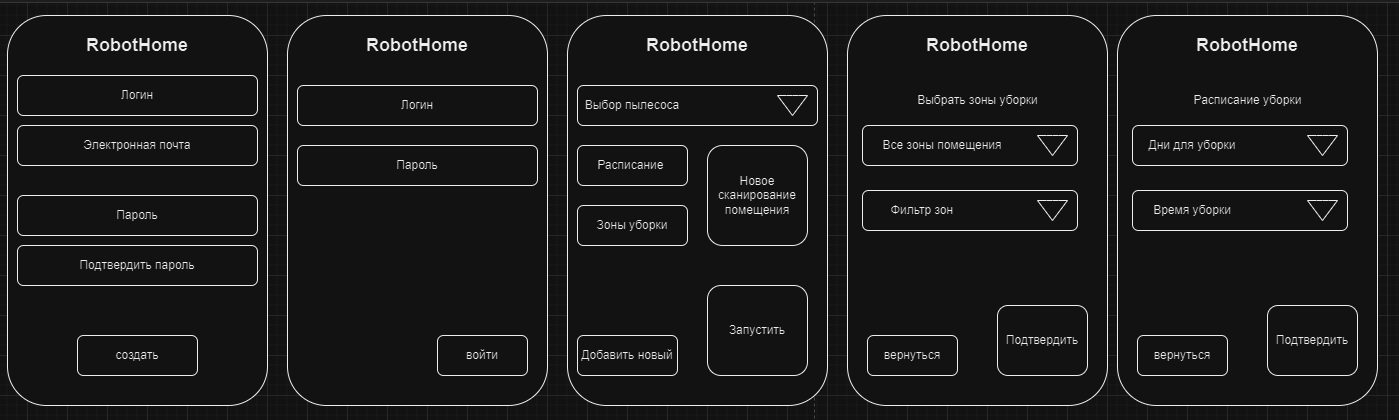 RobotHome
Логин
Электронная почта
Пароль
Подтвердить пароль
создать
RobotHome
Логин
Пароль
войти
RobotHome
Выбор пылесоса
Расписание
Зоны уборки
Новое
сканирование
помещения
Запустить
Добавить новый
RobotHome
Выбрать зоны уборки
Все зоны помещения
Фильтр зон
вернуться
Подтвердить
RobotHome
Расписание уборки
Дни для уборки
Время уборки
вернуться
Подтвердить